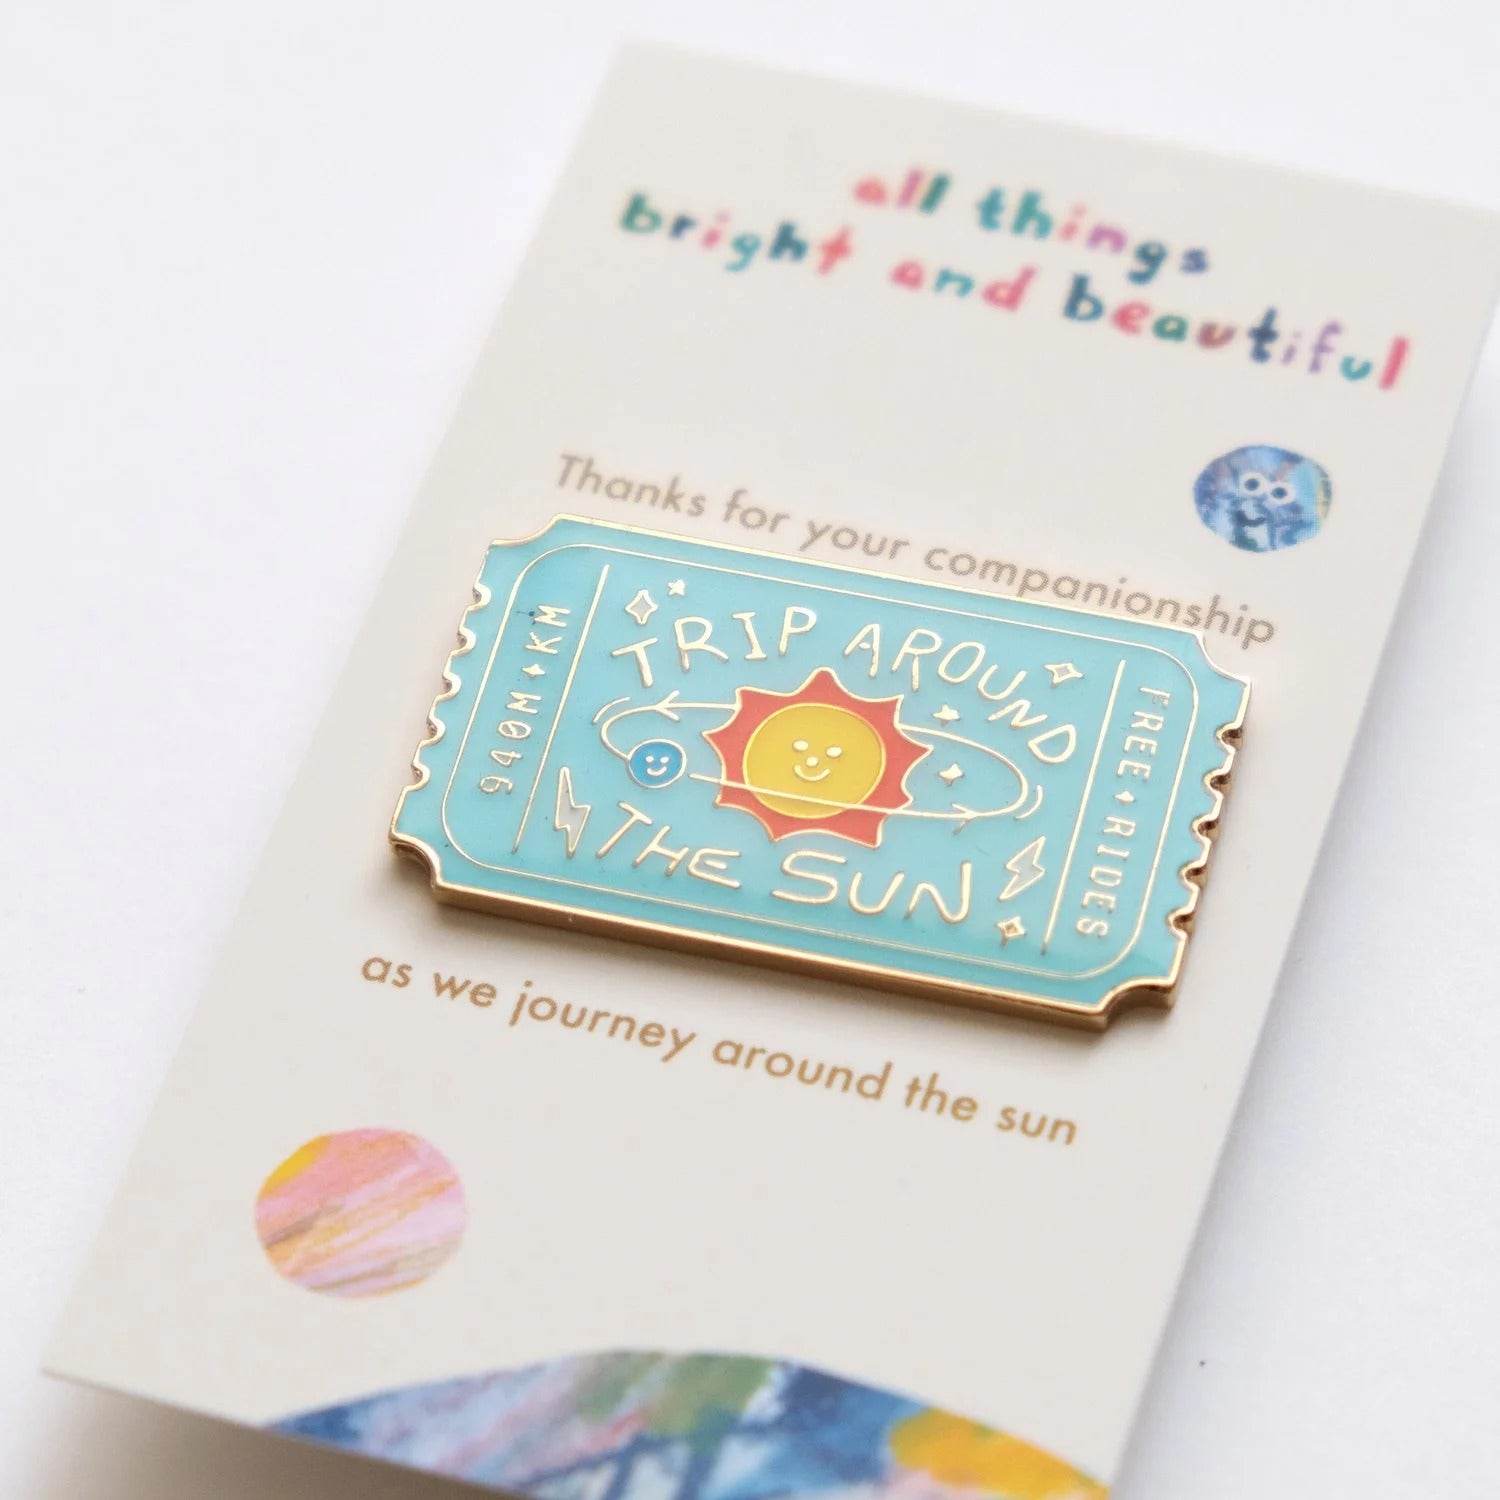 all things
bright and beautiful
Thanks for your companionship
940M KM
TRIP AROUND
THE SUN
FREE RIDES
as we journey around the sun